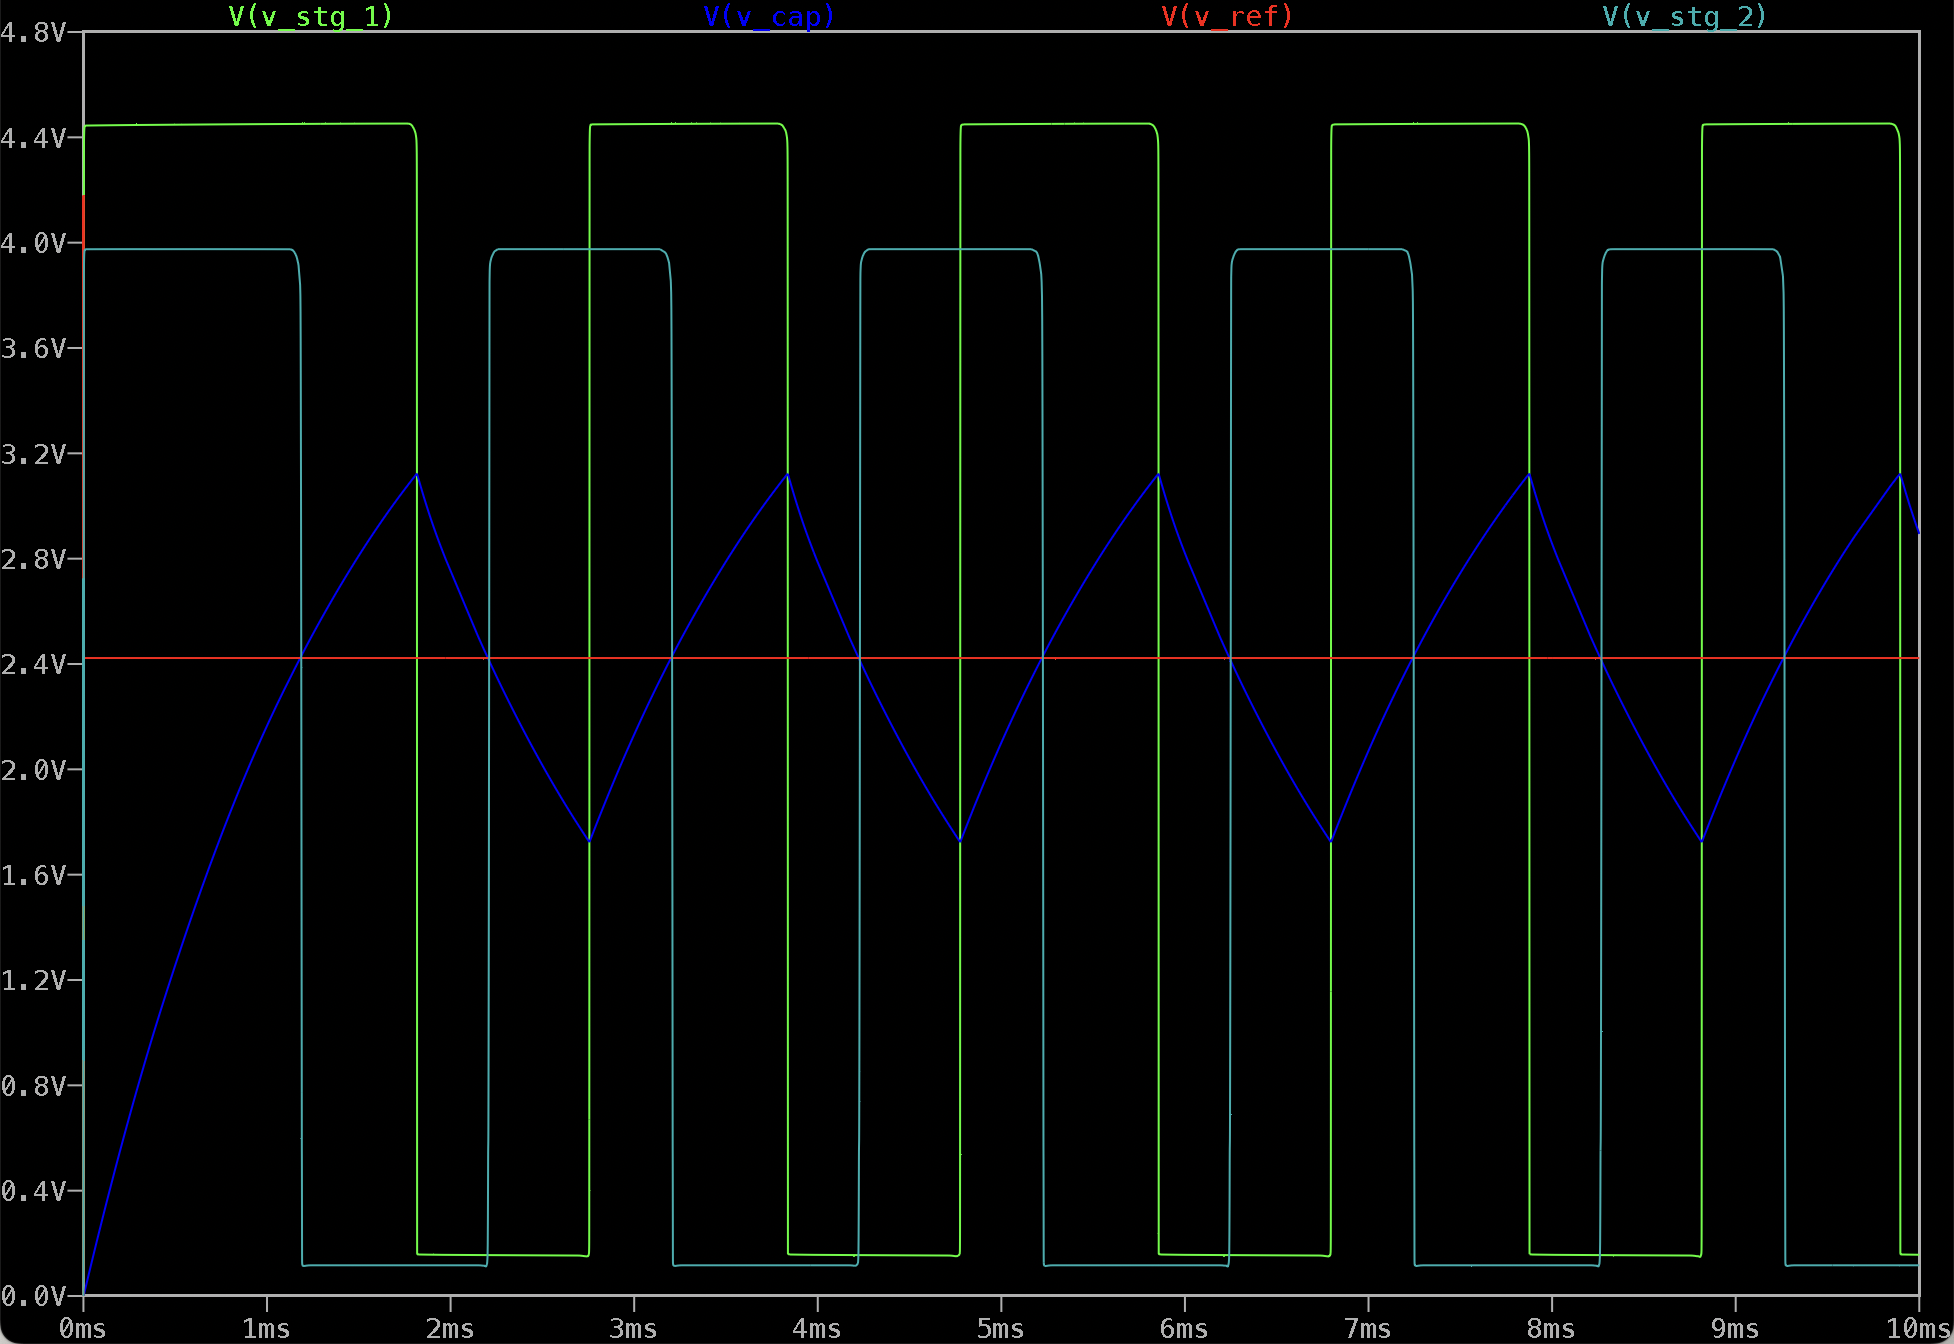 V(v_stg_1) V(v_cap) V(v_ref) V(v_stg_2)
4.8V
4.4V
4.0V
3.6V
3.2V
2.8V
2.4V
2.0V
1.6V
1.2V
0.8V
0.4V
0.0V
0ms 1ms 2ms 3ms 4ms 5ms 6ms 7ms 8ms 9ms 10ms